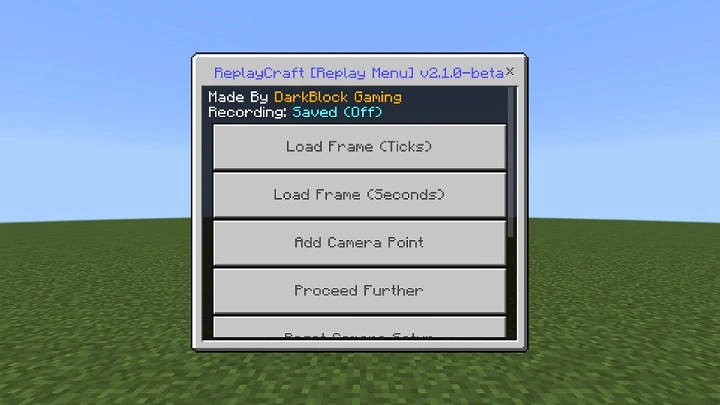 ReplayCraft [Replay Menu] v2.1.0-beta
Made By DarkBlock Gaming
Recording: Saved (Off)
Load Frame (Ticks)
Load Frame (Seconds)
Add Camera Point
Proceed Further